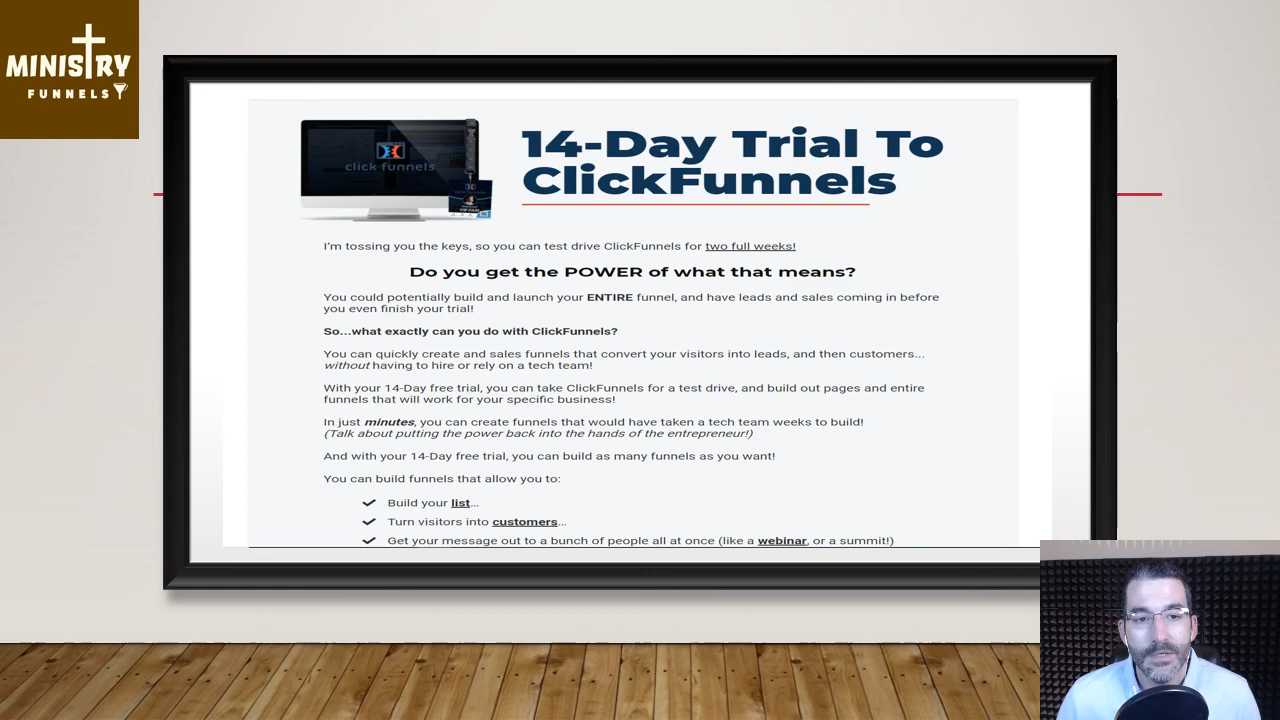 MINISTRY
FUNNELS
click funnels
14-Day Trial To
ClickFunnels
I'm tossing you the keys, so you can test drive ClickFunnels for two full weeks!
Do you get the POWER of what that means?
You could potentially build and launch your ENTIRE funnel, and have leads and sales coming in before
you even finish your trial!
So...what exactly can you do with ClickFunnels?
You can quickly create and sales funnels that convert your visitors into leads, and then customers...
without having to hire or rely on a tech team!
With your 14-Day free trial, you can take ClickFunnels for a test drive, and build out pages and entire
funnels that will work for your specific business!
In just minutes, you can create funnels that would have taken a tech team weeks to build!
(Talk about putting the power back into the hands of the entrepreneur!)
And with your 14-Day free trial, you can build as many funnels as you want!
You can build funnels that allow you to:
Build your list...
Turn visitors into customers...
Get your message out to a bunch of people all at once (like a webinar, or a summit!)